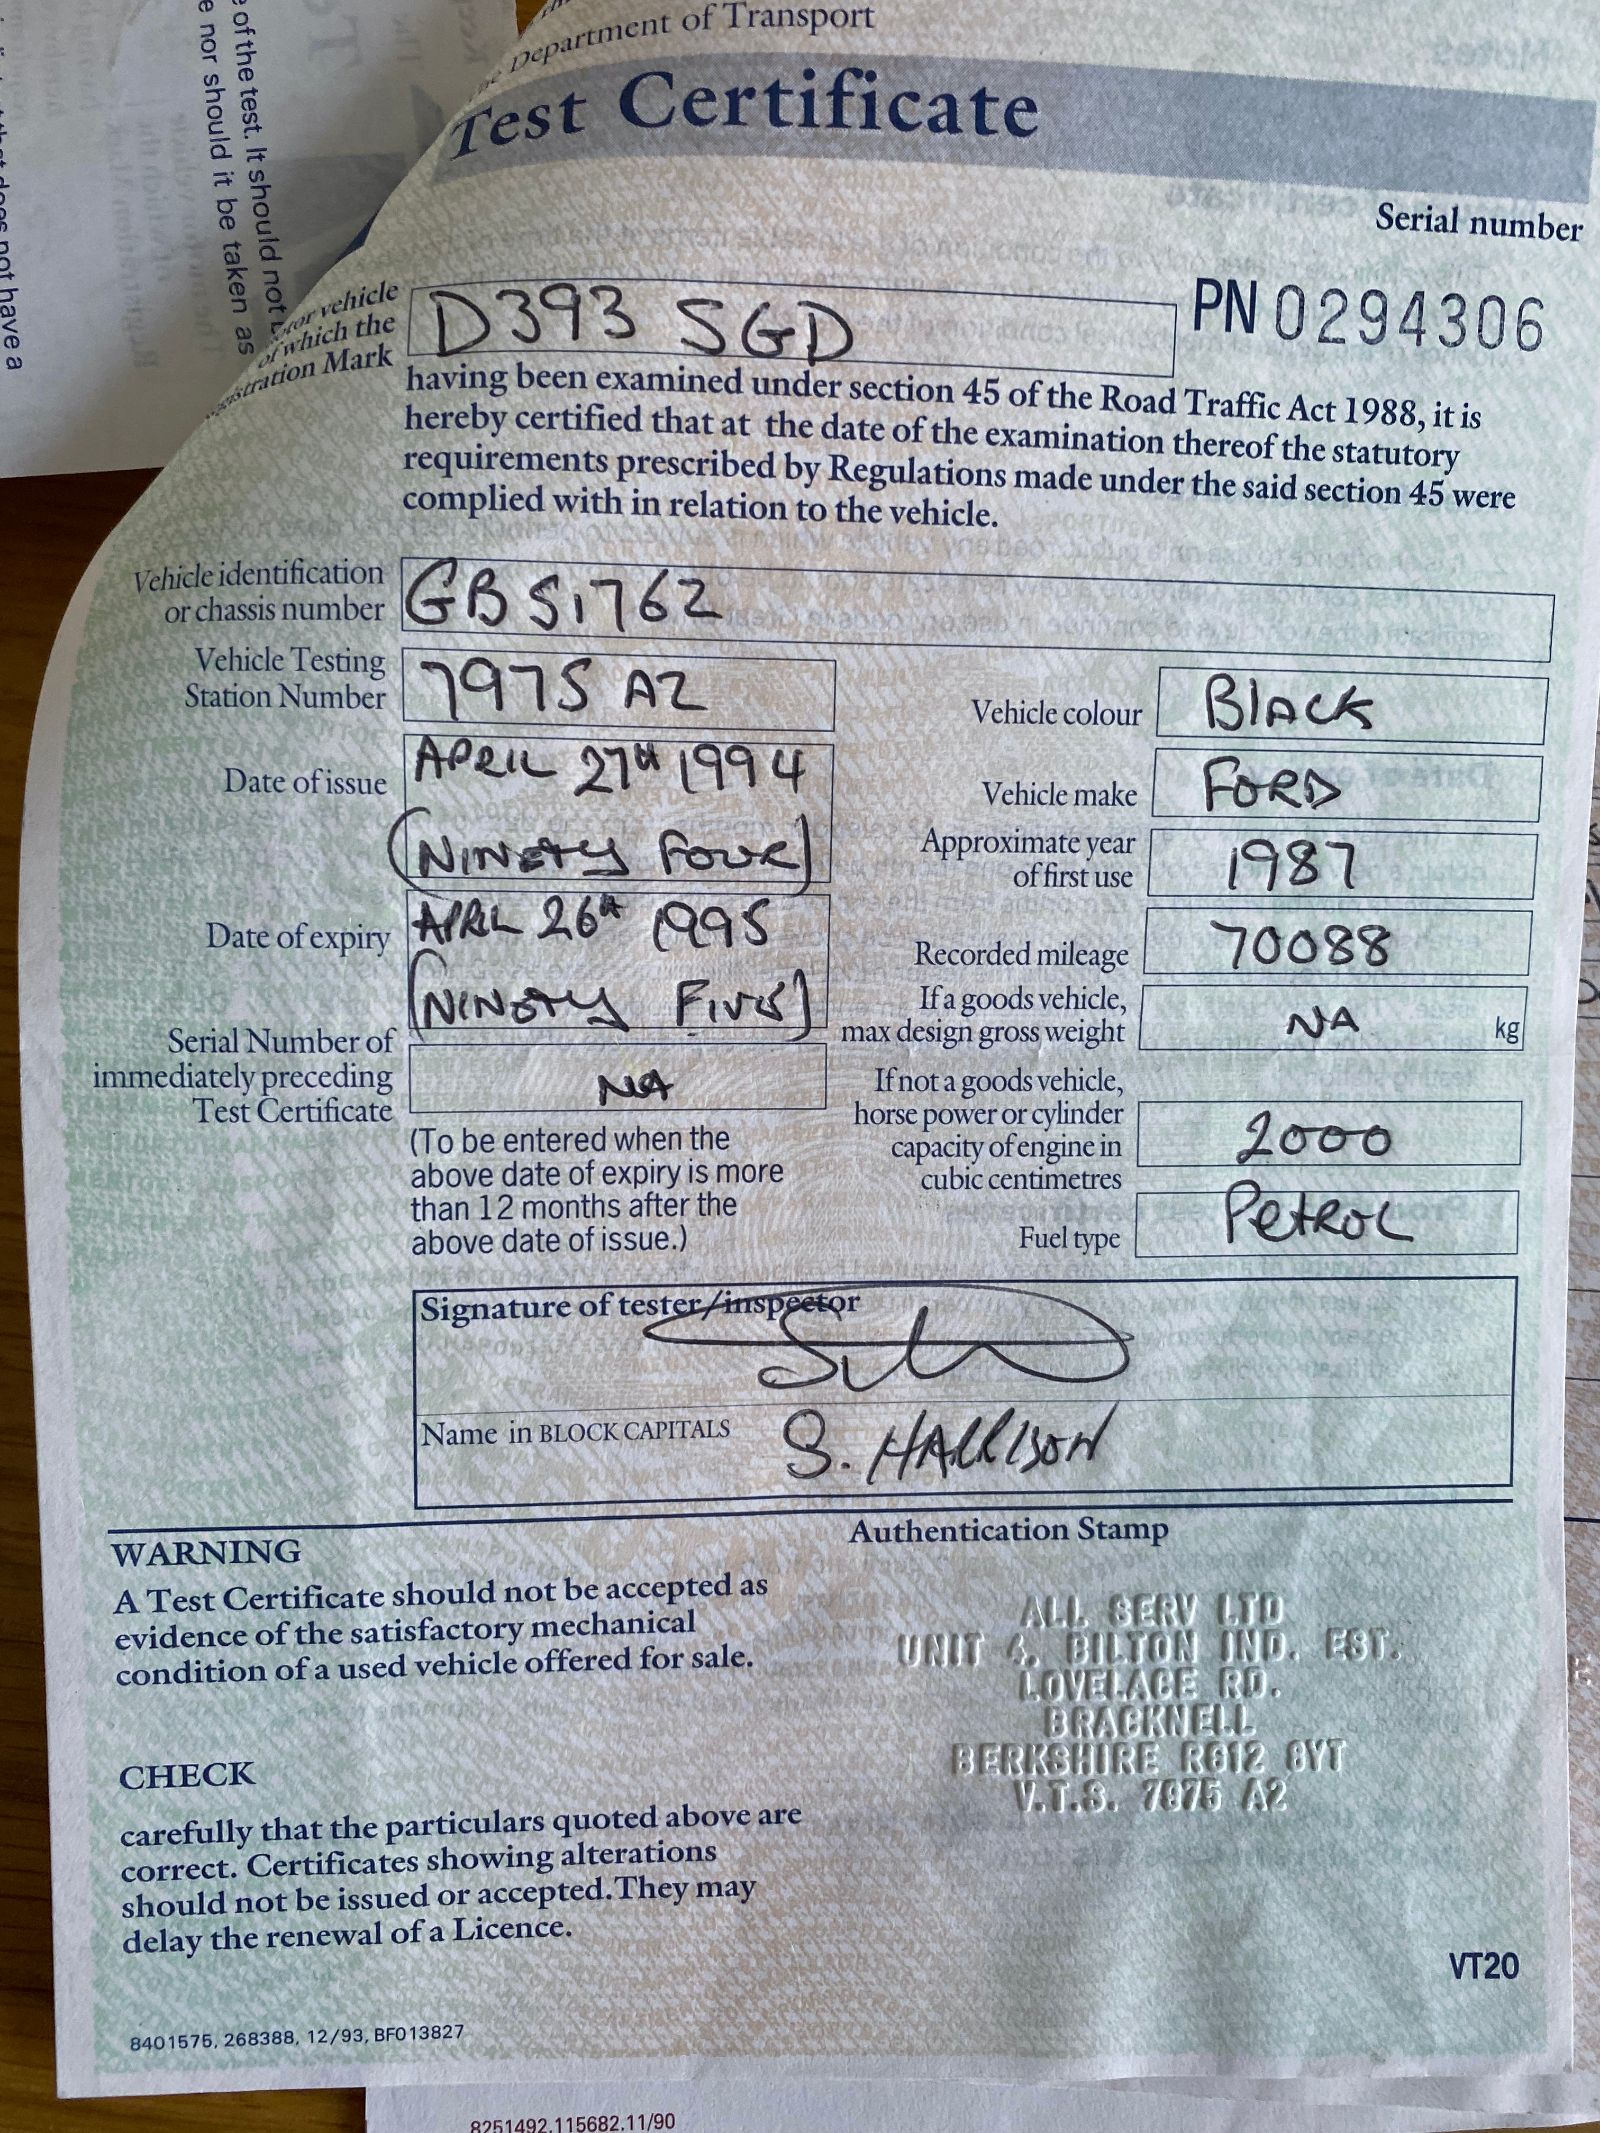 e of the test. It should not
e nor should it be taken as
that does not have a
Department of Transport
Test Certificate
Serial number
PN 0294306
vehicle
of which the
Mark
D393 SGD
having been examined under section 45 of the Road Traffic Act 1988, it is
hereby certified that at the date of the examination thereof the statutory
requirements prescribed by Regulations made under the said section 45 were
complied with in relation to the vehicle.
Vehicle identification
or chassis number
GB51762
Vehicle Testing
Station Number
7975 A2
Vehicle colour
BLACK
Date of issue
APRIL 27th 1994
(NINETY FOUR)
Vehicle make
FORD
Approximate year
of first use
1987
Date of expiry
APRIL 26th 1995
(NINETY FIVE)
Recorded mileage
70088
If a goods vehicle,
max design gross weight
NA
kg
Serial Number of
immediately preceding
Test Certificate
NA
(To be entered when the
above date of expiry is more
than 12 months after the
above date of issue.)
If not a goods vehicle,
horse power or cylinder
capacity of engine in
cubic centimetres
2000
Fuel type
PetRoL
Signature of tester/inspector
Name in BLOCK CAPITALS
S. HARRISON
WARNING
A Test Certificate should not be accepted as
evidence of the satisfactory mechanical
condition of a used vehicle offered for sale.
CHECK
carefully that the particulars quoted above are
correct. Certificates showing alterations
should not be issued or accepted. They may
delay the renewal of a Licence.
Authentication Stamp
ALL SERV LTD
UNIT 4, BILTON IND. EST.
LOVELACE RD.
BRACKNELL
BERKSHIRE RG12 8YT
V.T.S. 7975 A2
VT20
8401575, 268388, 12/93, BF013827
8251492.115682.11/90